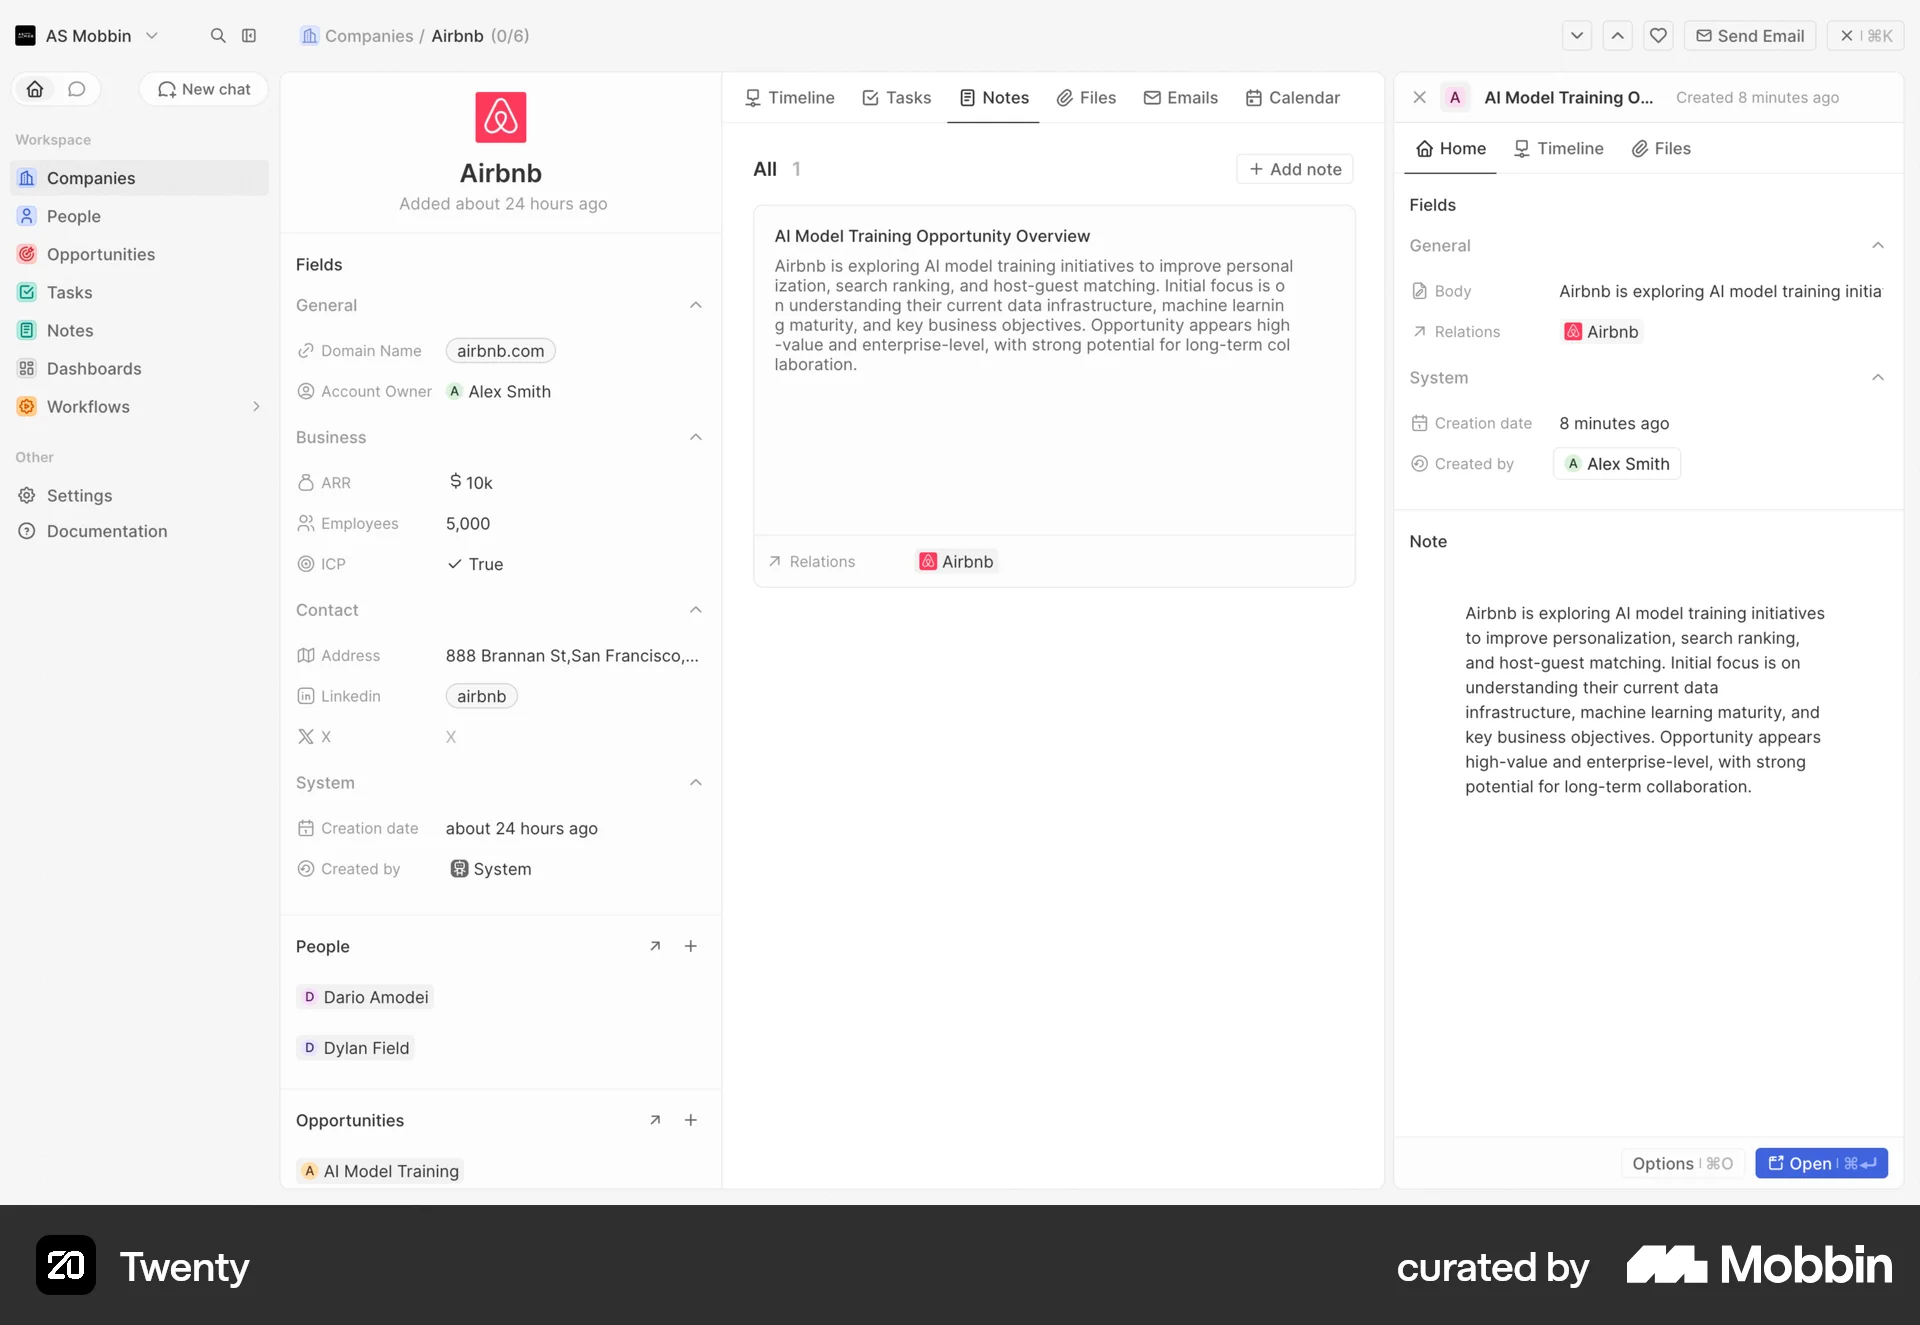 AS Mobbin
Companies / Airbnb (0/6)
Send Email
⌘K
New chat
Workspace
Companies
People
Opportunities
Tasks
Notes
Dashboards
Workflows
Other
Settings
Documentation
Airbnb
Added about 24 hours ago
Fields
General
Domain Name airbnb.com
Account Owner A Alex Smith
Business
ARR $ 10k
Employees 5,000
ICP True
Contact
Address 888 Brannan St,San Francisco,...
Linkedin airbnb
X X
System
Creation date about 24 hours ago
Created by System
People
D Dario Amodei
D Dylan Field
Opportunities
A AI Model Training
Timeline Tasks Notes Files Emails Calendar
All 1
+ Add note
AI Model Training Opportunity Overview
Airbnb is exploring AI model training initiatives to improve personal
ization, search ranking, and host-guest matching. Initial focus is o
n understanding their current data infrastructure, machine learnin
g maturity, and key business objectives. Opportunity appears high
-value and enterprise-level, with strong potential for long-term col
laboration.
Relations Airbnb
A AI Model Training O... Created 8 minutes ago
Home Timeline Files
Fields
General
Body Airbnb is exploring AI model training initia
Relations Airbnb
System
Creation date 8 minutes ago
Created by A Alex Smith
Note
Airbnb is exploring AI model training initiatives
to improve personalization, search ranking,
and host-guest matching. Initial focus is on
understanding their current data
infrastructure, machine learning maturity, and
key business objectives. Opportunity appears
high-value and enterprise-level, with strong
potential for long-term collaboration.
Options ⌘O
Open ⌘↵
20 Twenty
curated by Mobbin